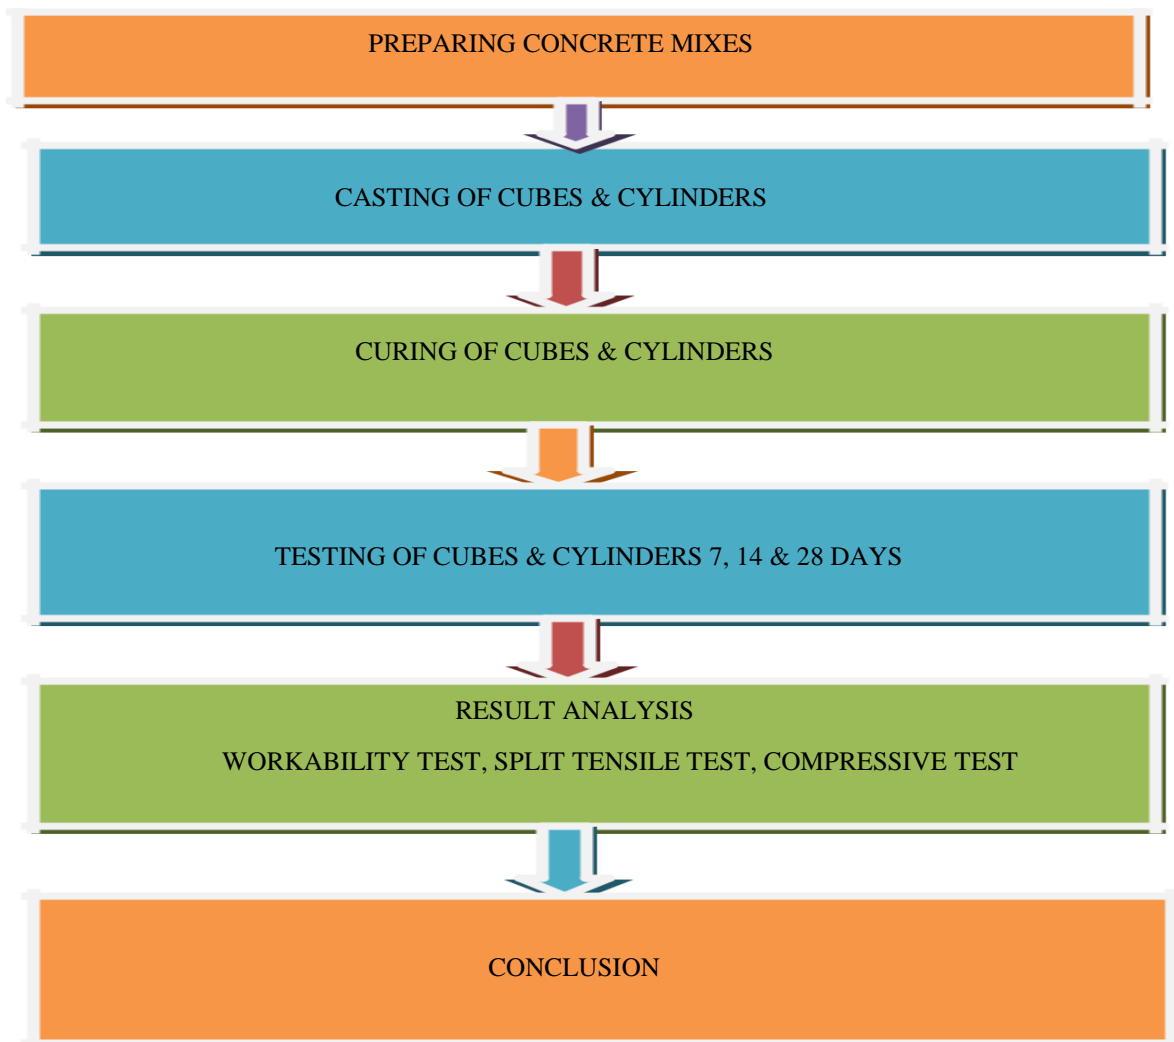 PREPARING CONCRETE MIXES
CASTING OF CUBES & CYLINDERS
CURING OF CUBES & CYLINDERS
TESTING OF CUBES & CYLINDERS 7, 14 & 28 DAYS
RESULT ANALYSIS
WORKABILITY TEST, SPLIT TENSILE TEST, COMPRESSIVE TEST
CONCLUSION